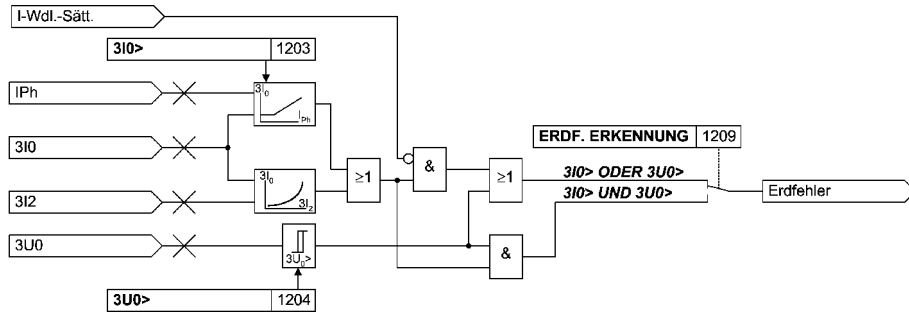 I-Wdl.-Sätt.
3I0> 1203
IPh
3I0
IPh
3I0
ERDF. ERKENNUNG 1209
&
≥1
≥1
3I0> ODER 3U0>
3I0> UND 3U0>
Erdfehler
3I2
3I0
3I2
3U0
3U0>
&
3U0> 1204